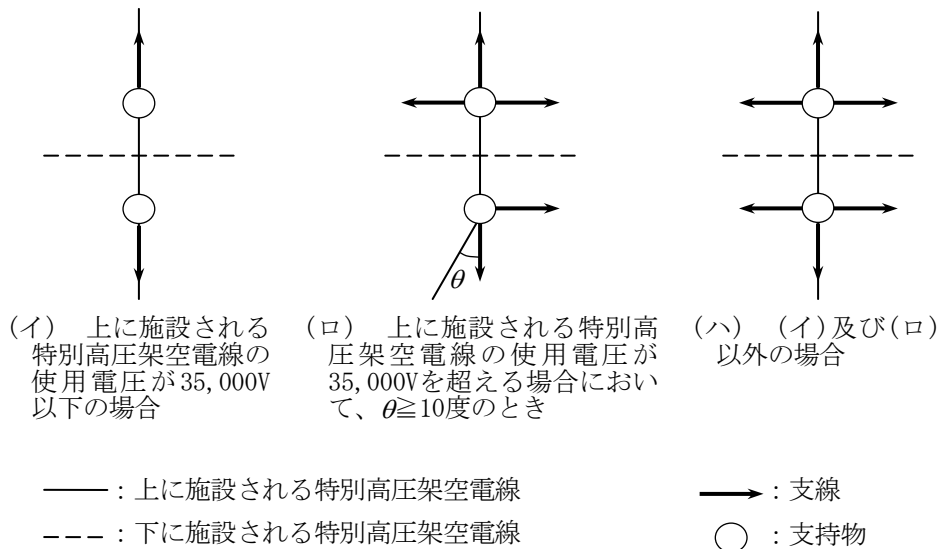 θ
(イ) 上に施設される
特別高圧架空電線の
使用電圧が35,000V
以下の場合
(ロ) 上に施設される特別高
圧架空電線の使用電圧が
35,000Vを超える場合におい
て、θ≧10度のとき
(ハ) (イ)及び(ロ)
以外の場合
：上に施設される特別高圧架空電線
：下に施設される特別高圧架空電線
：支線
：支持物